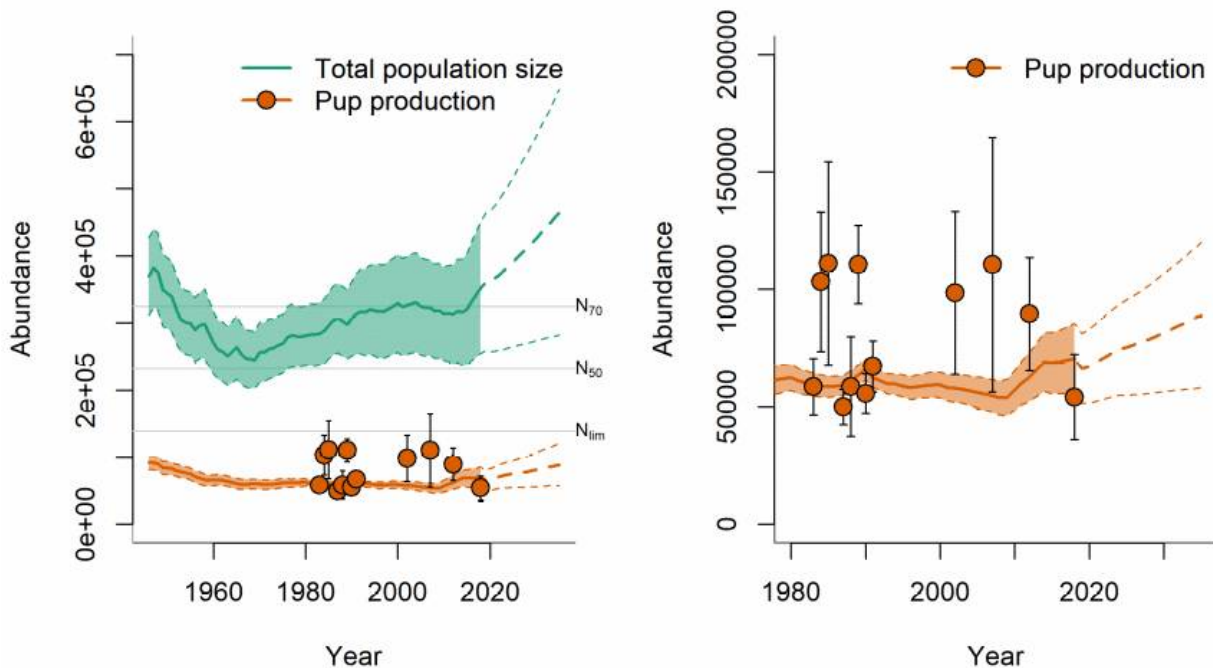 Total population size
Pup production
Abundance
0e+00
2e+05
4e+05
6e+05
N70
N50
Nlim
1960
1980
2000
2020
Year
Pup production
Abundance
0
50000
100000
150000
200000
1980
2000
2020
Year